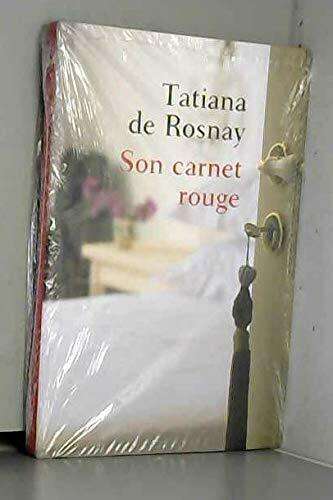 Tatiana
de Rosnay
Son carnet
rouge